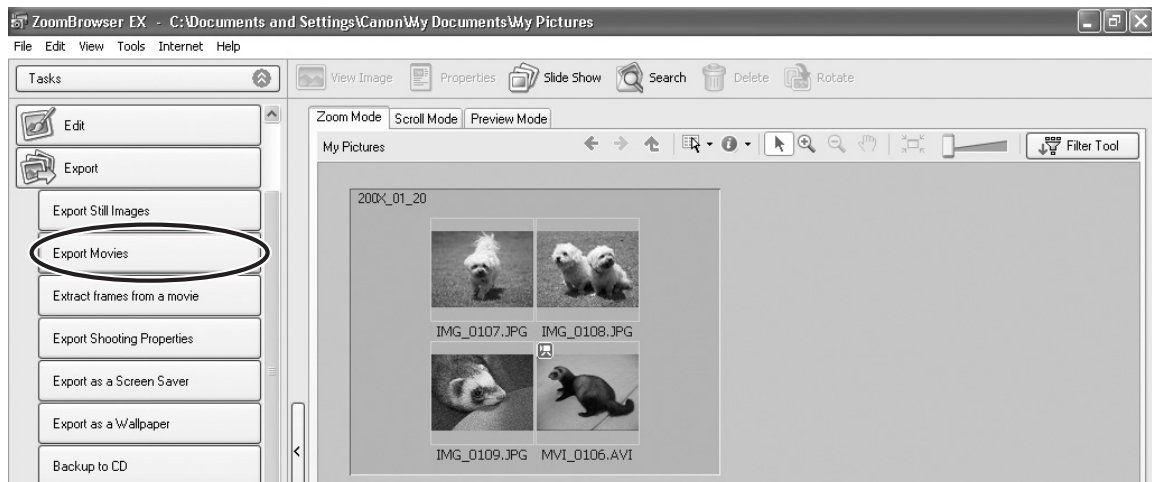 ZoomBrowser EX - C:\Documents and Settings\Canon\My Documents\My Pictures
File Edit View Tools Internet Help
Tasks
View Image Properties Slide Show Search Delete Rotate
Edit
Export
Export Still Images
Export Movies
Extract frames from a movie
Export Shooting Properties
Export as a Screen Saver
Export as a Wallpaper
Backup to CD
Zoom Mode Scroll Mode Preview Mode
My Pictures
Filter Tool
200X_01_20
IMG_0107.JPG IMG_0108.JPG
IMG_0109.JPG MVI_0106.AVI